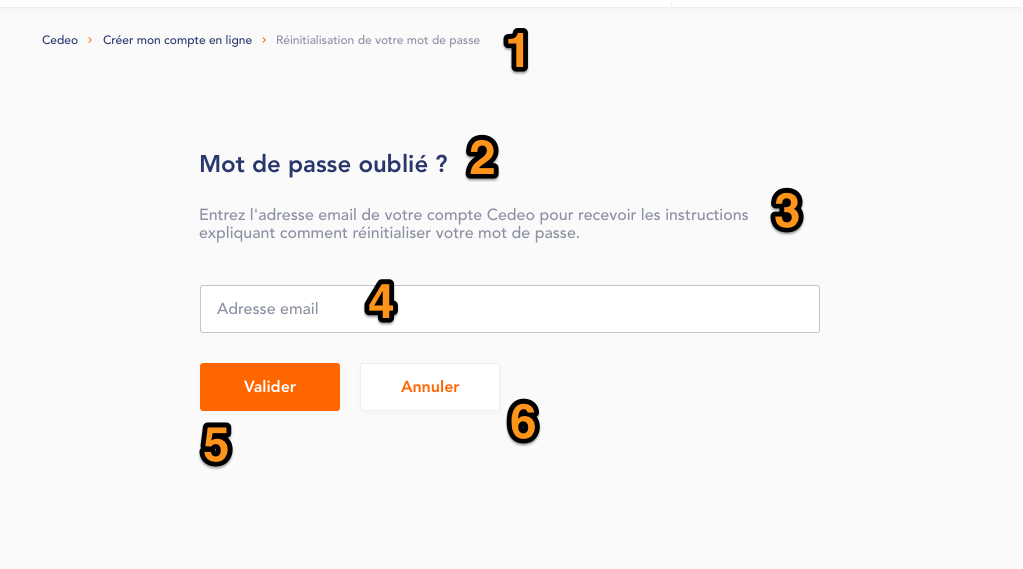 Cedeo > Créer mon compte en ligne > Réinitialisation de votre mot de passe 1
Mot de passe oublié ? 2
Entrez l'adresse email de votre compte Cedeo pour recevoir les instructions 3
expliquant comment réinitialiser votre mot de passe.
Adresse email 4
Valider Annuler
5 6